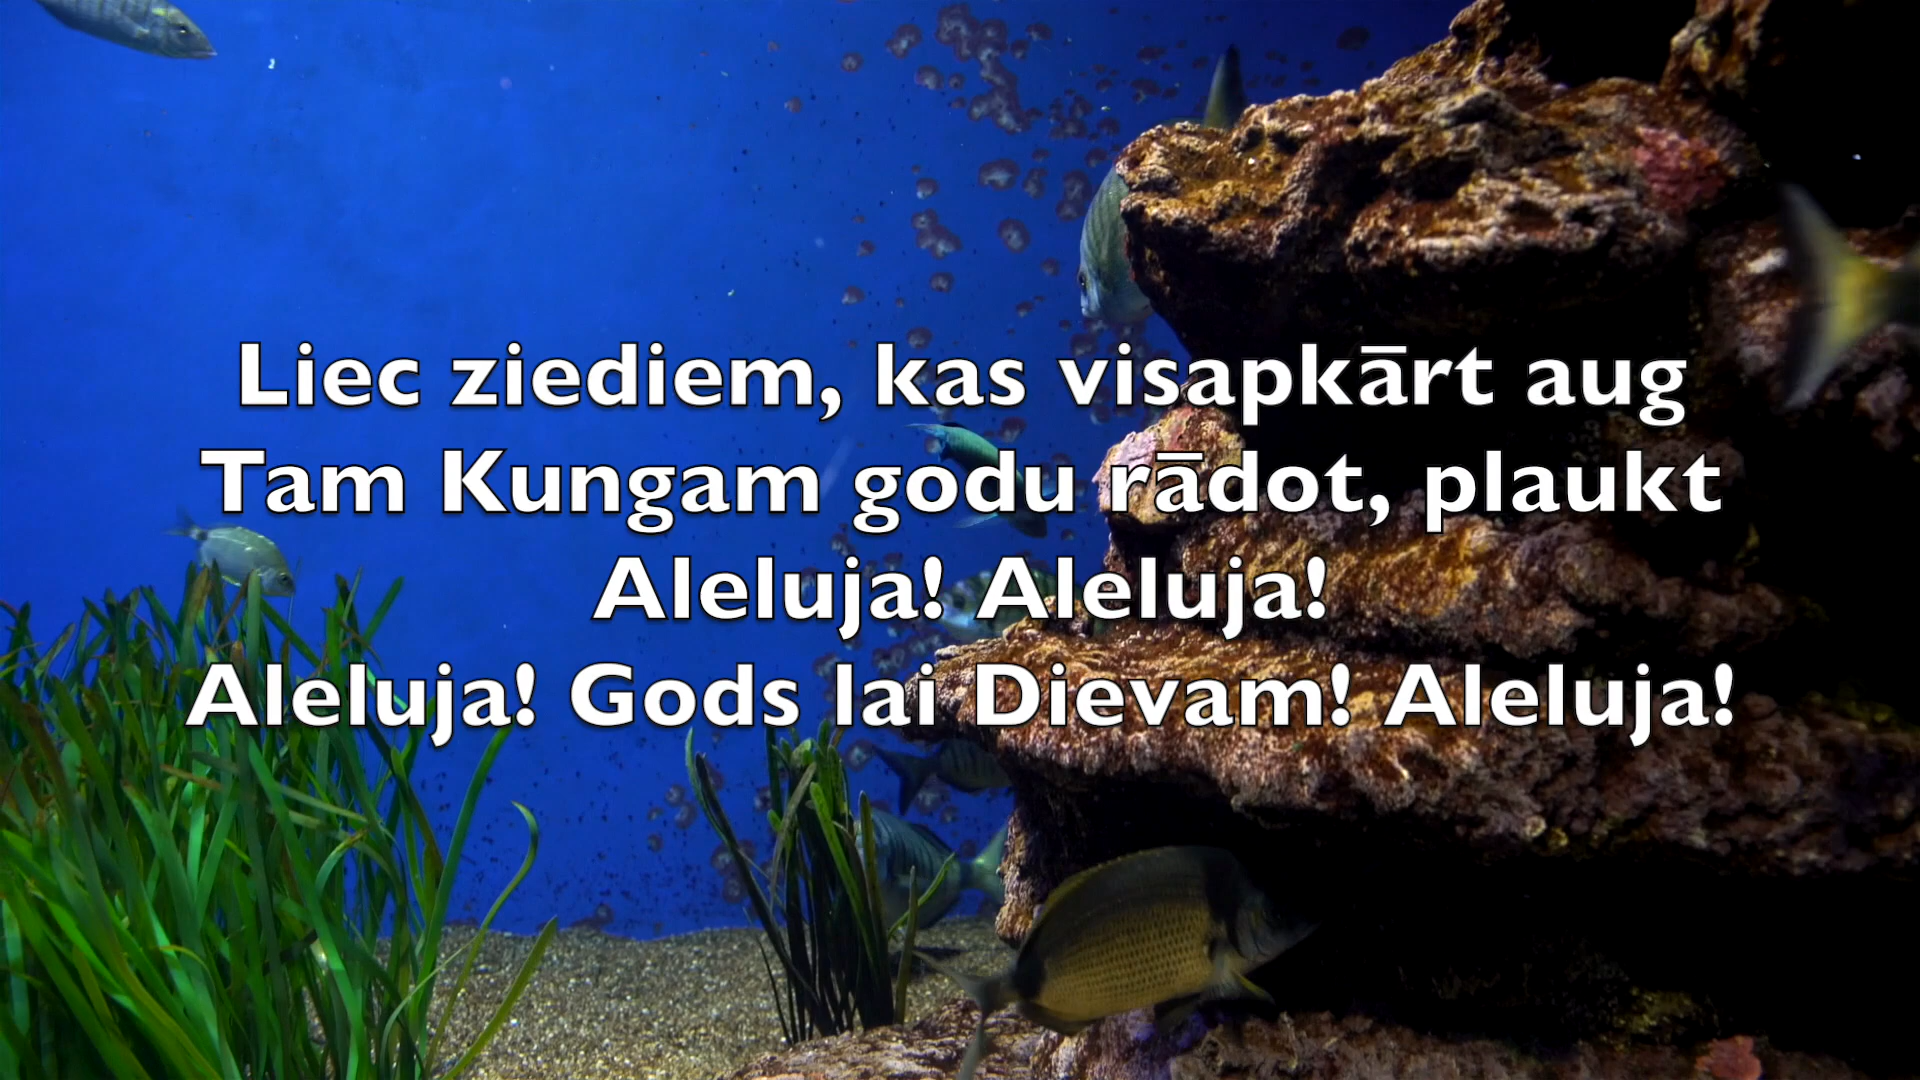 Liec ziediem, kas visapkārt aug
Tam Kungam godu rādot, plaukt
Aleluja! Aleluja!
Aleluja! Gods lai Dievam! Aleluja!